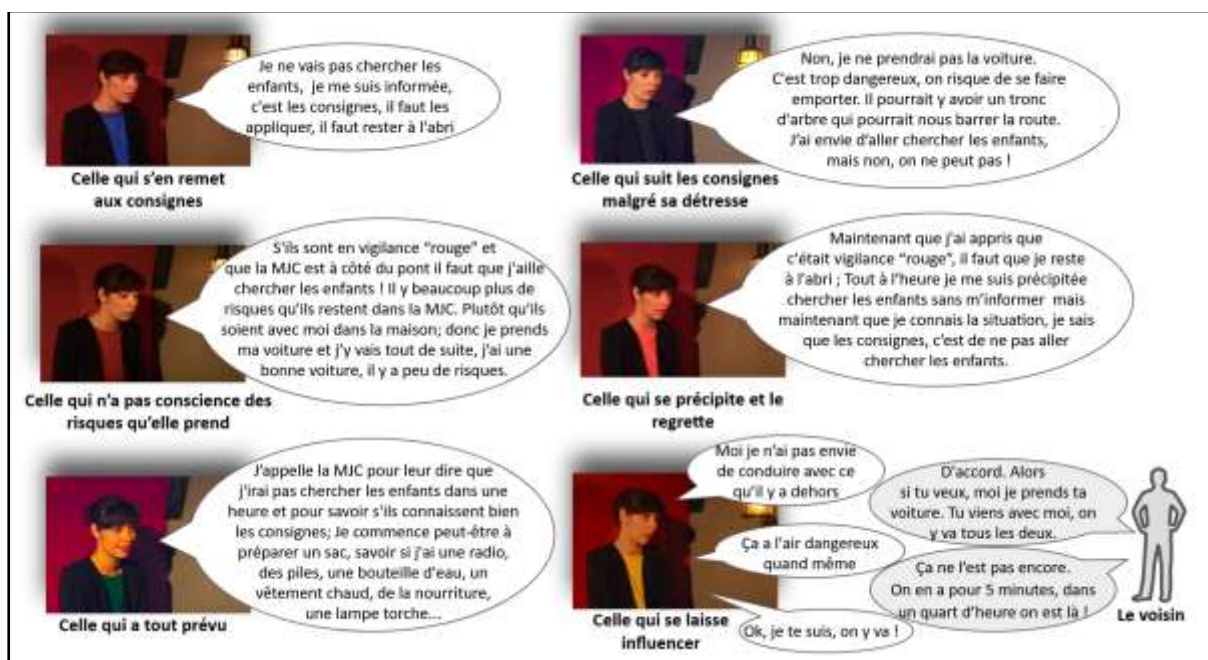 Je ne vais pas chercher les
enfants, je me suis informée,
c'est les consignes, il faut les
appliquer, il faut rester à l'abri
Celle qui s'en remet
aux consignes
Non, je ne prendrai pas la voiture.
C'est trop dangereux, on risque de se faire
emporter. Il pourrait y avoir un tronc
d'arbre qui pourrait nous barrer la route.
J'ai envie d'aller chercher les enfants,
mais non, on ne peut pas !
Celle qui suit les consignes
malgré sa détresse
S'ils sont en vigilance "rouge" et
que la MJC est à côté du pont il faut que j'aille
chercher les enfants ! Il y beaucoup plus de
risques qu'ils restent dans la MJC. Plutôt qu'ils
soient avec moi dans la maison; donc je prends
ma voiture et j'y vais tout de suite, j'ai une
bonne voiture, il y a peu de risques.
Celle qui n'a pas conscience des
risques qu'elle prend
Maintenant que j'ai appris que
c'était vigilance "rouge", il faut que je reste
à l'abri ; Tout à l'heure je me suis précipitée
chercher les enfants sans m'informer mais
maintenant que je connais la situation, je sais
que les consignes, c'est de ne pas aller
chercher les enfants.
Celle qui se précipite et le
regrette
J'appelle la MJC pour leur dire que
j'irai pas chercher les enfants dans une
heure et pour savoir s'ils connaissent bien
les consignes; Je commence peut-être à
préparer un sac, savoir si j'ai une radio,
des piles, une bouteille d'eau, un
vêtement chaud, de la nourriture,
une lampe torche...
Celle qui a tout prévu
Moi je n'ai pas envie
de conduire avec ce
qu'il y a dehors
D'accord. Alors
si tu veux, moi je prends ta
voiture. Tu viens avec moi, on
y va tous les deux.
Ça a l'air dangereux
quand même
Ça ne l'est pas encore.
On en a pour 5 minutes, dans
un quart d'heure on est là !
Ok, je te suis, on y va !
Celle qui se laisse
influencer
Le voisin